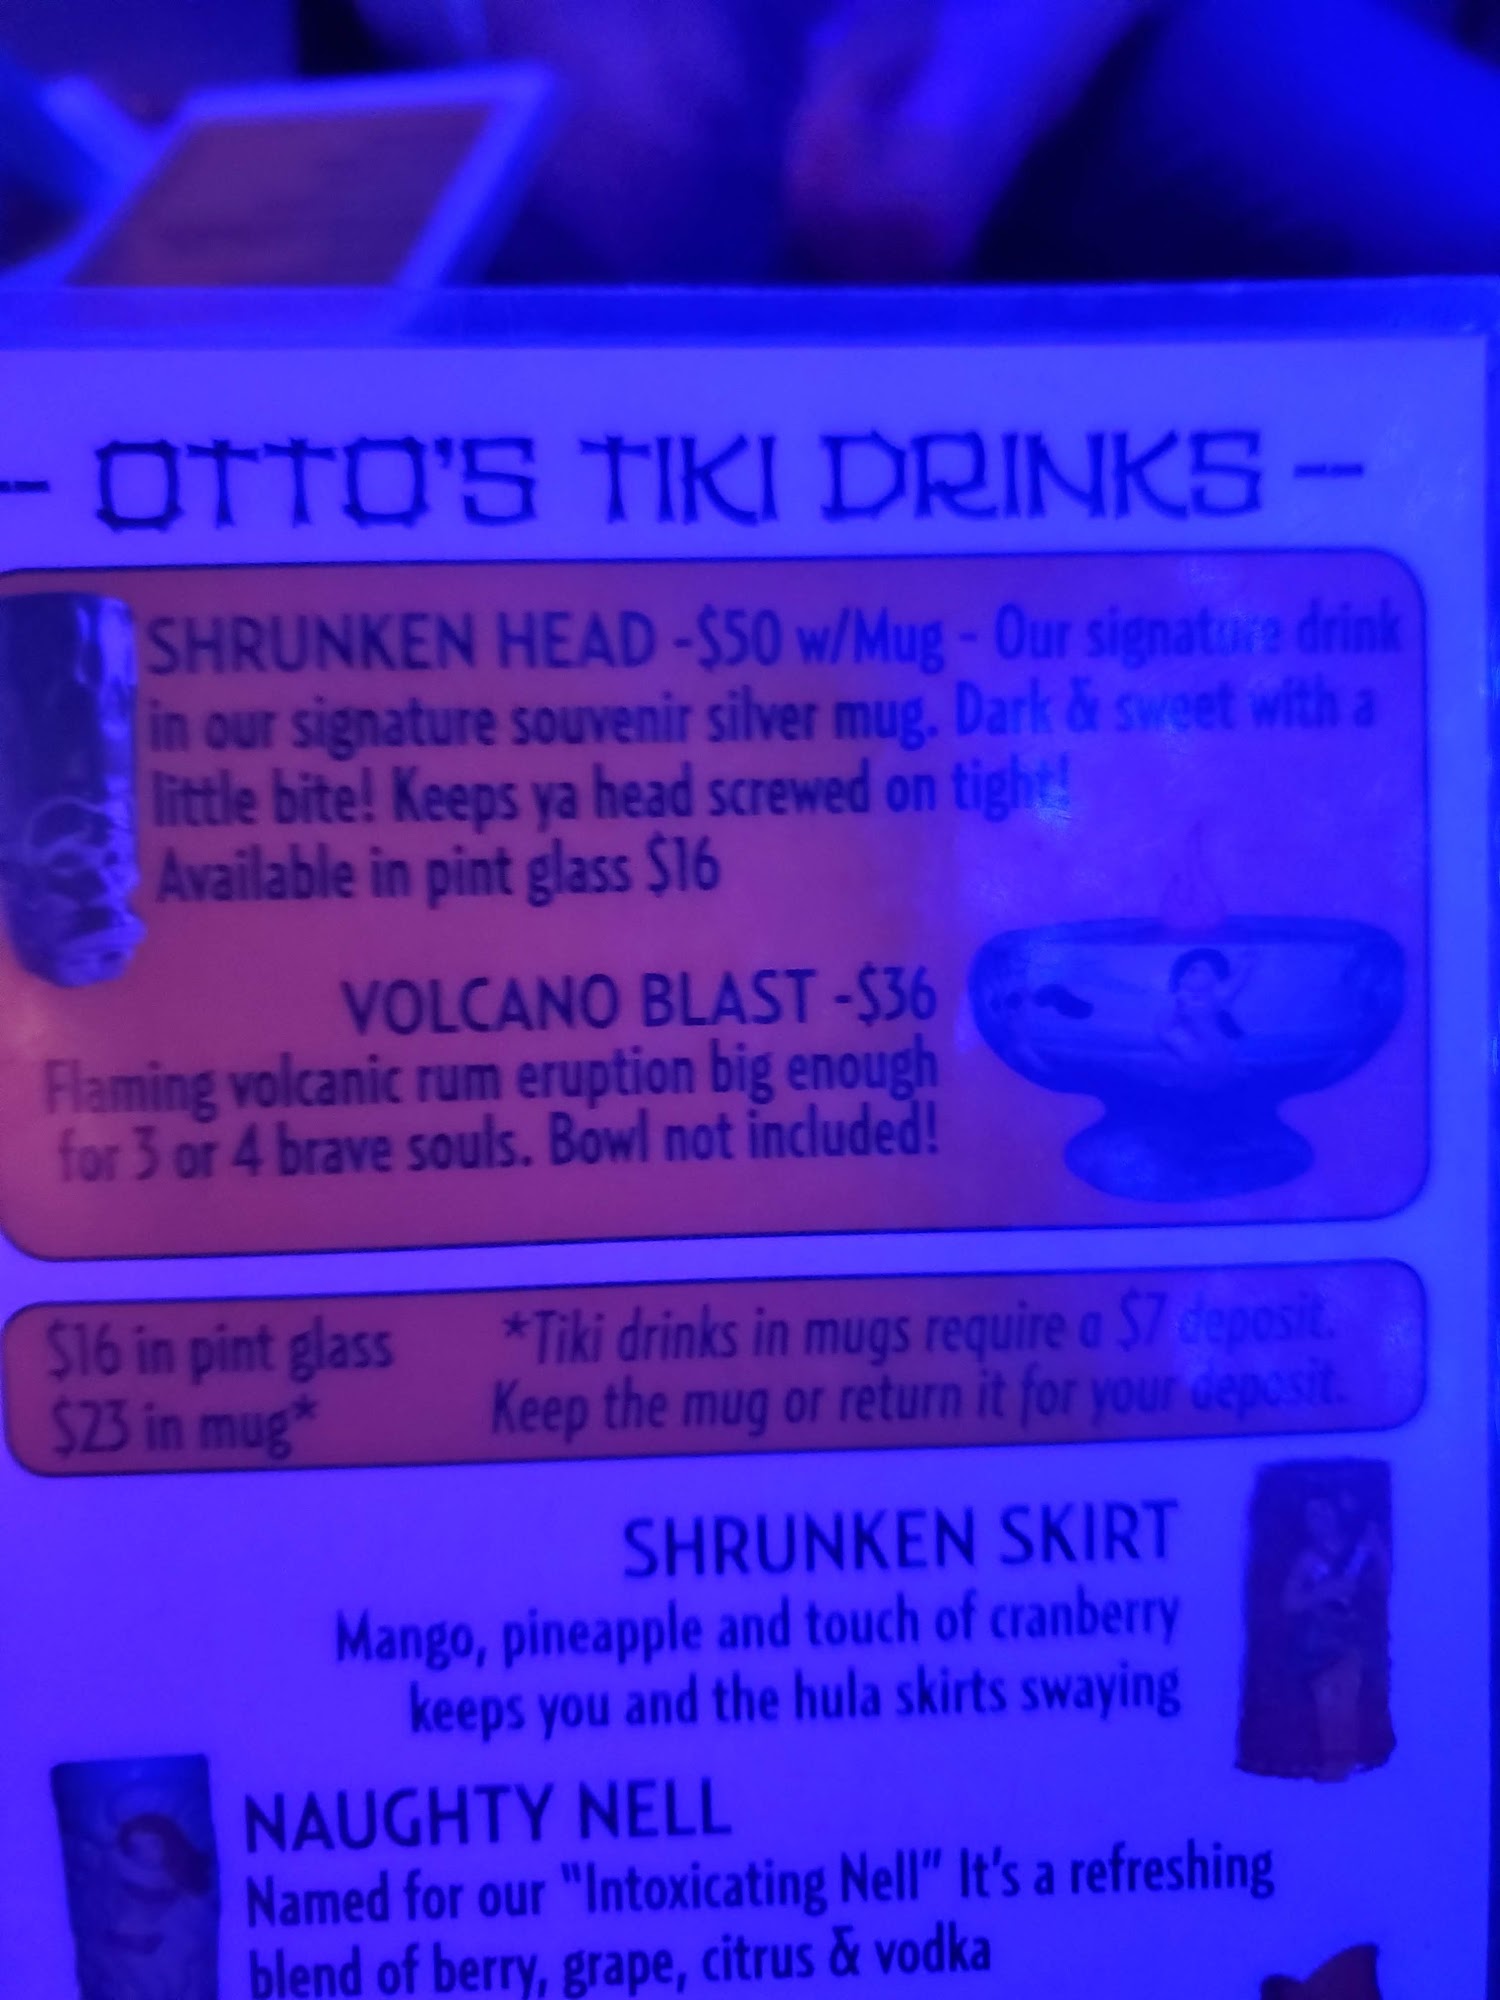 -- OTTO'S TIKI DRINKS --
SHRUNKEN HEAD -$50 w/Mug - Our signature drink
in our signature souvenir silver mug. Dark & sweet with a
little bite! Keeps ya head screwed on tight!
Available in pint glass $16
VOLCANO BLAST -$36
Flaming volcanic rum eruption big enough
for 3 or 4 brave souls. Bowl not included!
$16 in pint glass
$23 in mug*
*Tiki drinks in mugs require a $7 deposit.
Keep the mug or return it for your deposit.
SHRUNKEN SKIRT
Mango, pineapple and touch of cranberry
keeps you and the hula skirts swaying
NAUGHTY NELL
Named for our "Intoxicating Nell" It's a refreshing
blend of berry, grape, citrus & vodka